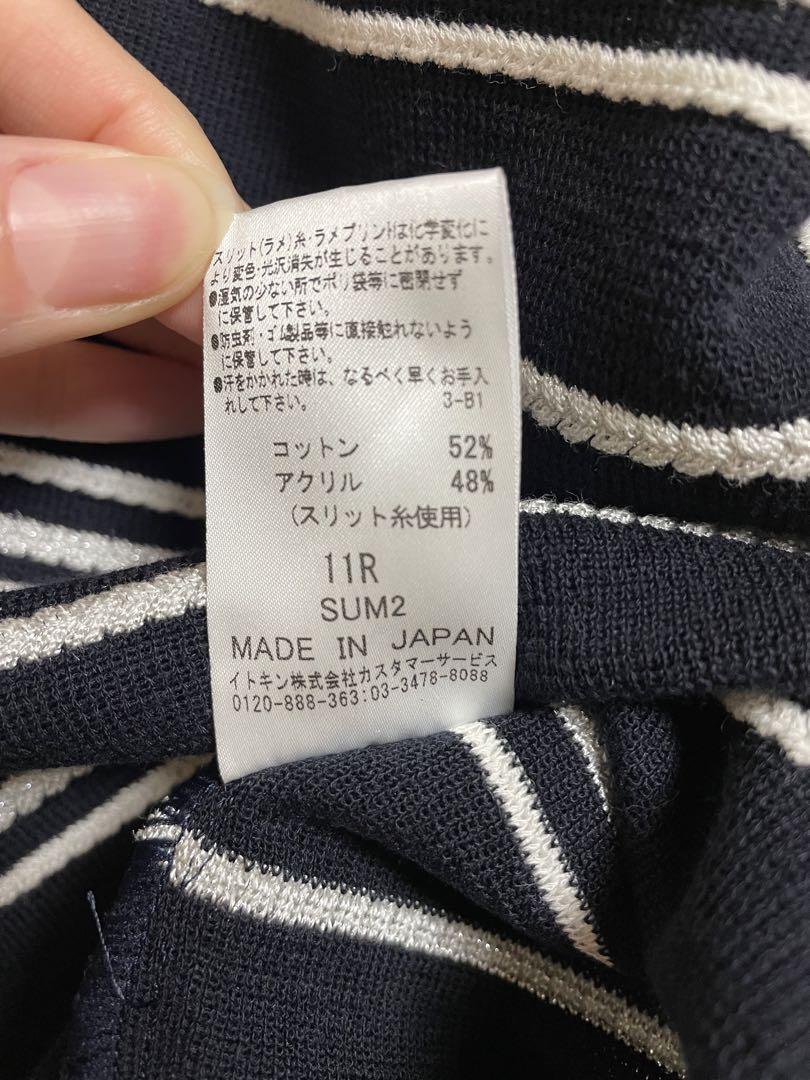 スリット(ラメ)糸・ラメプリントは化学変化に
より変色・光沢消失が生じることがあります。
●湿気の少ない所でポリ袋等に密閉せず
に保管して下さい。
●防虫剤・ゴム製品等に直接触れないよう
に保管して下さい。
●汗をかかれた時は、なるべく早くお手入
れして下さい。 3-B1
コットン 52%
アクリル 48%
(スリット糸使用)
11R
SUM2
MADE IN JAPAN
イトキン株式会社カスタマーサービス
0120-888-363:03-3478-8088